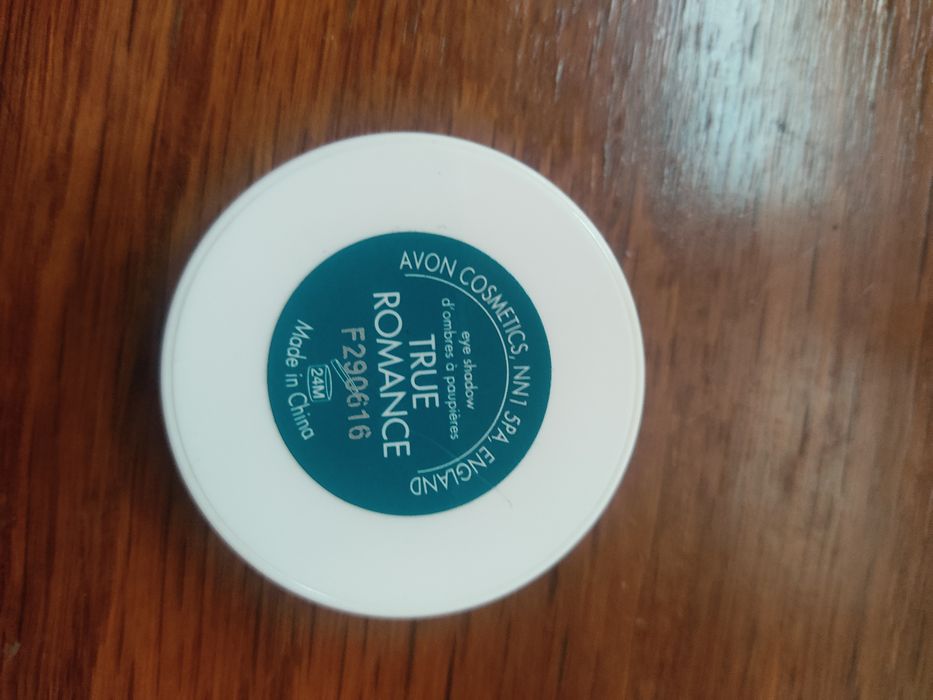 AVON COSMETICS, NN1 5PA, ENGLAND
eye shadow
d'ombres à paupières
TRUE
ROMANCE
F290616
24M
Made in China